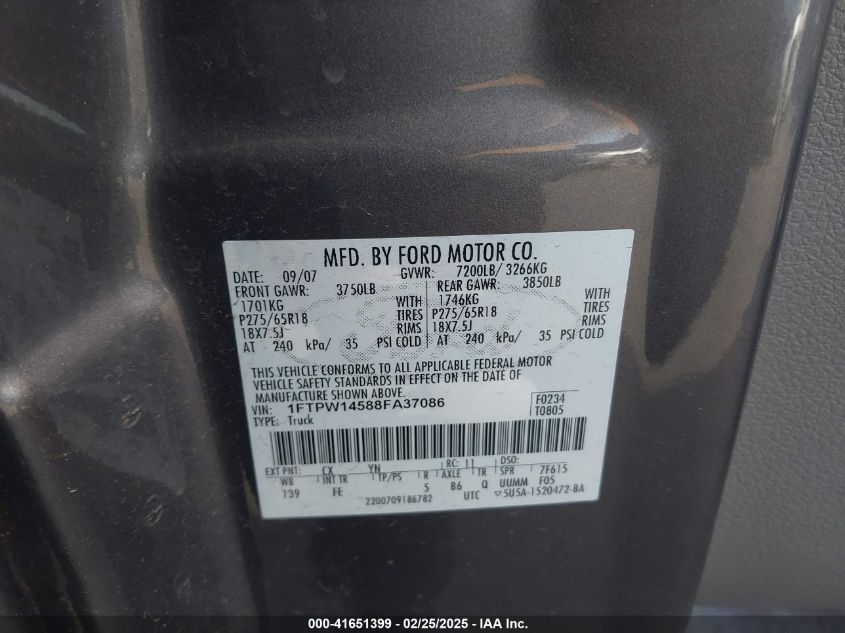 MFD. BY FORD MOTOR CO.
DATE: 09/07 GVWR: 7200LB/ 3266KG
FRONT GAWR: 3750LB REAR GAWR: 3850LB
1701KG WITH 1746KG WITH
P275/65R18 TIRES P275/65R18 TIRES
18X7.5J RIMS 18X7.5J RIMS
AT 240 kPa/ 35 PSI COLD AT 240 kPa/ 35 PSI COLD
THIS VEHICLE CONFORMS TO ALL APPLICABLE FEDERAL MOTOR
VEHICLE SAFETY STANDARDS IN EFFECT ON THE DATE OF
MANUFACTURE SHOWN ABOVE.
VIN: 1FTPW14588FA37086 F0234
TYPE: Truck T0805
EXT PNT: CX YN RC: 11 DSO:
WB INT TR TP/PS R AXLE TR SPR 7F615
139 FE 5 B6 Q UUMM F05
2200709186782 UTC ▽5U5A-1520472-BA
000-41651399 / 02/25/2025 - IAA Inc.